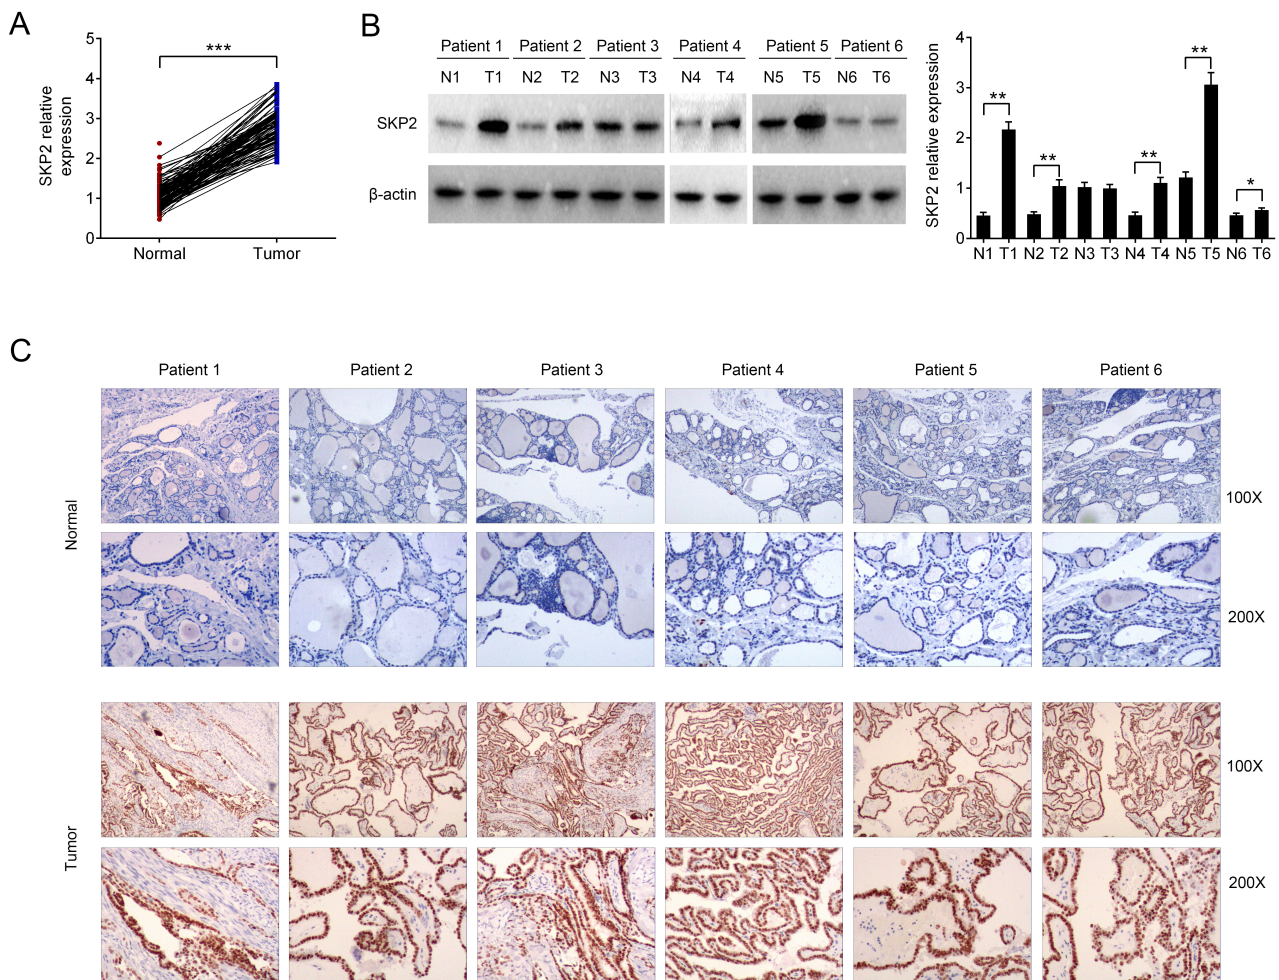 A
5
4
3
2
1
0
SKP2 relative
expression
***
Normal
Tumor
B
Patient 1
Patient 2
Patient 3
Patient 4
Patient 5
Patient 6
N1
T1
N2
T2
N3
T3
N4
T4
N5
T5
N6
T6
SKP2
β-actin
SKP2 relative expression
4
3
2
1
0
**
**
**
**
*
N1
T1
N2
T2
N3
T3
N4
T4
N5
T5
N6
T6
C
Patient 1
Patient 2
Patient 3
Patient 4
Patient 5
Patient 6
Normal
100X
200X
Tumor
100X
200X